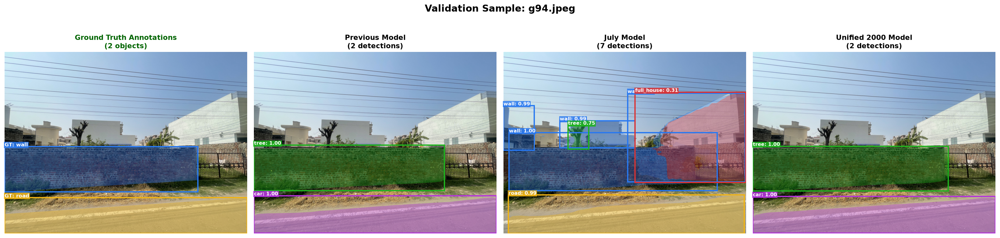 Validation Sample: g94.jpeg
Ground Truth Annotations
(2 objects)
GT: wall
GT: road
Previous Model
(2 detections)
tree: 1.00
car: 1.00
July Model
(7 detections)
full_house: 0.31
wall: 0.99
wall: 0.99
tree: 0.75
wall: 1.00
road: 0.99
Unified 2000 Model
(2 detections)
tree: 1.00
car: 1.00